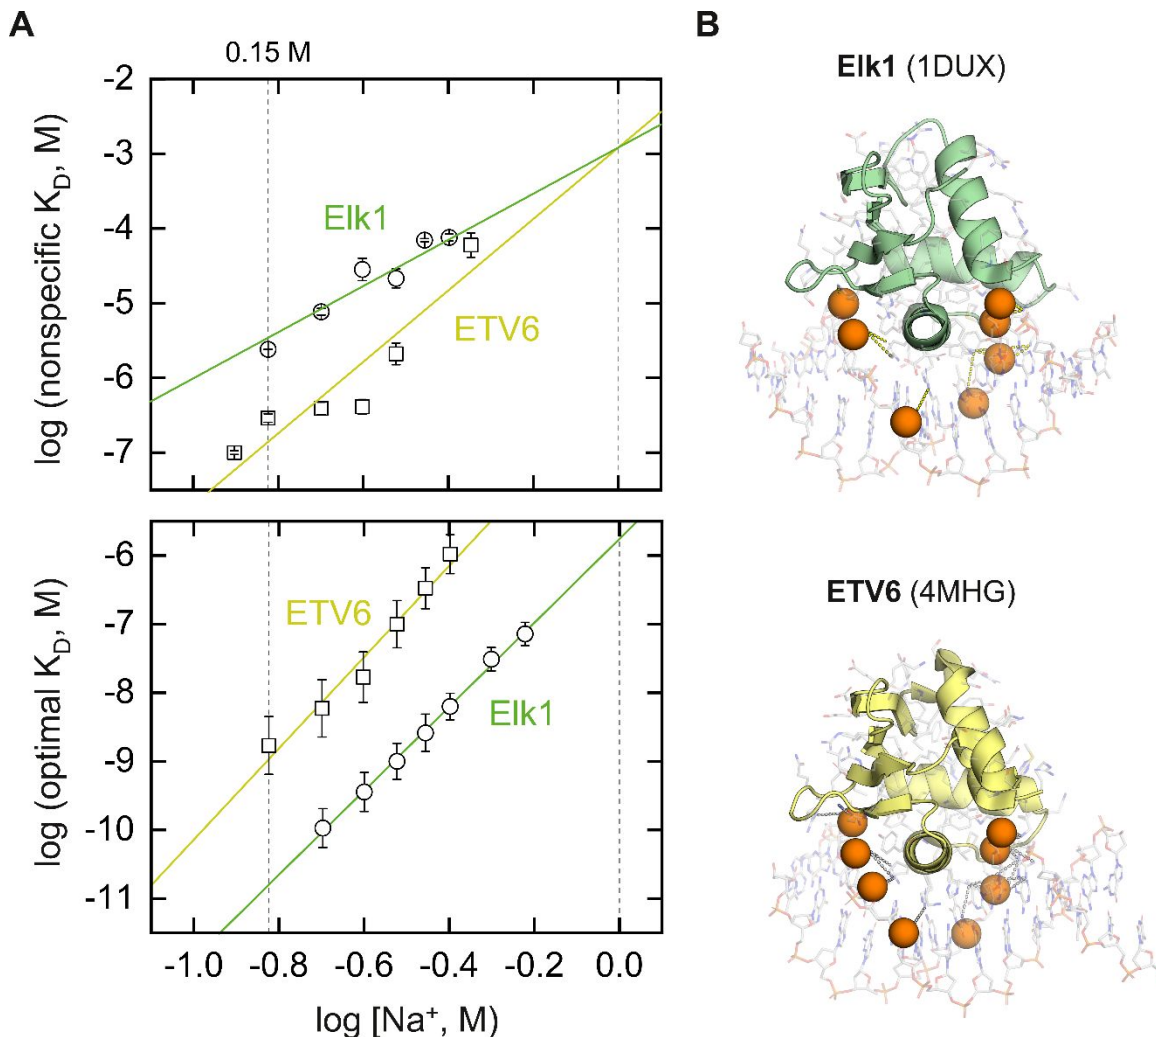 A
B
0.15 M
Elk1 (1DUX)
-2
-3
-4
-5
-6
-7
log (nonspecific K_D, M)
Elk1
ETV6
-6
-7
-8
-9
-10
-11
log (optimal K_D, M)
ETV6
Elk1
ETV6 (4MHG)
-1.0 -0.8 -0.6 -0.4 -0.2 0.0
log [Na⁺, M)